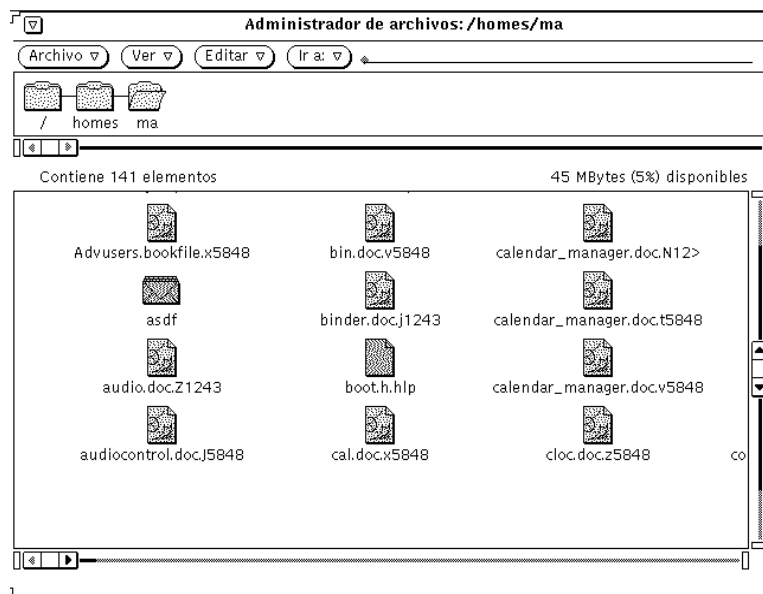 Administrador de archivos: /homes/ma
Archivo Ver Editar Ir a:
/ homes ma
Contiene 141 elementos 45 MBytes (5%) disponibles
Advusers.bookfile.x5848 bin.doc.v5848 calendar_manager.doc.N12>
asdf binder.doc.j1243 calendar_manager.doc.t5848
audio.doc.Z1243 boot.h.hlp calendar_manager.doc.v5848
audiocontrol.doc.J5848 cal.doc.x5848 cloc.doc.z5848 co